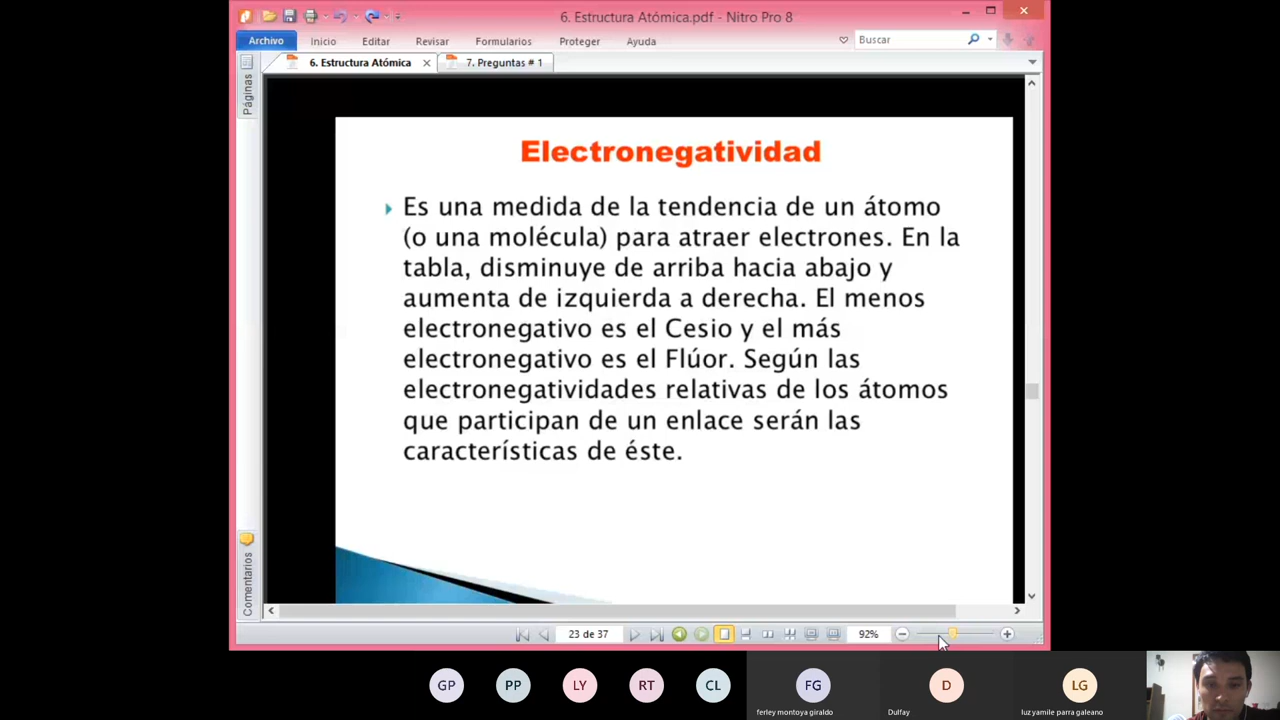 6. Estructura Atómica.pdf - Nitro Pro 8
Archivo Inicio Editar Revisar Formularios Proteger Ayuda Buscar
6. Estructura Atómica 7. Preguntas # 1
Páginas
Electronegatividad
Es una medida de la tendencia de un átomo
(o una molécula) para atraer electrones. En la
tabla, disminuye de arriba hacia abajo y
aumenta de izquierda a derecha. El menos
electronegativo es el Cesio y el más
electronegativo es el Flúor. Según las
electronegatividades relativas de los átomos
que participan de un enlace serán las
características de éste.
Comentarios
23 de 37 92%
GP PP LY RT CL FG D LG
ferley montoya giraldo Dulfay luz yamile parra galeano